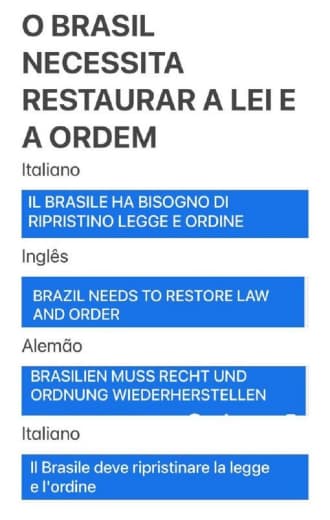 O BRASIL
NECESSITA
RESTAURAR A LEI E
A ORDEM
Italiano
IL BRASILE HA BISOGNO DI
RIPRISTINO LEGGE E ORDINE
Inglês
BRAZIL NEEDS TO RESTORE LAW
AND ORDER
Alemão
BRASILIEN MUSS RECHT UND
ORDNUNG WIEDERHERSTELLEN
Italiano
Il Brasile deve ripristinare la legge
e l'ordine